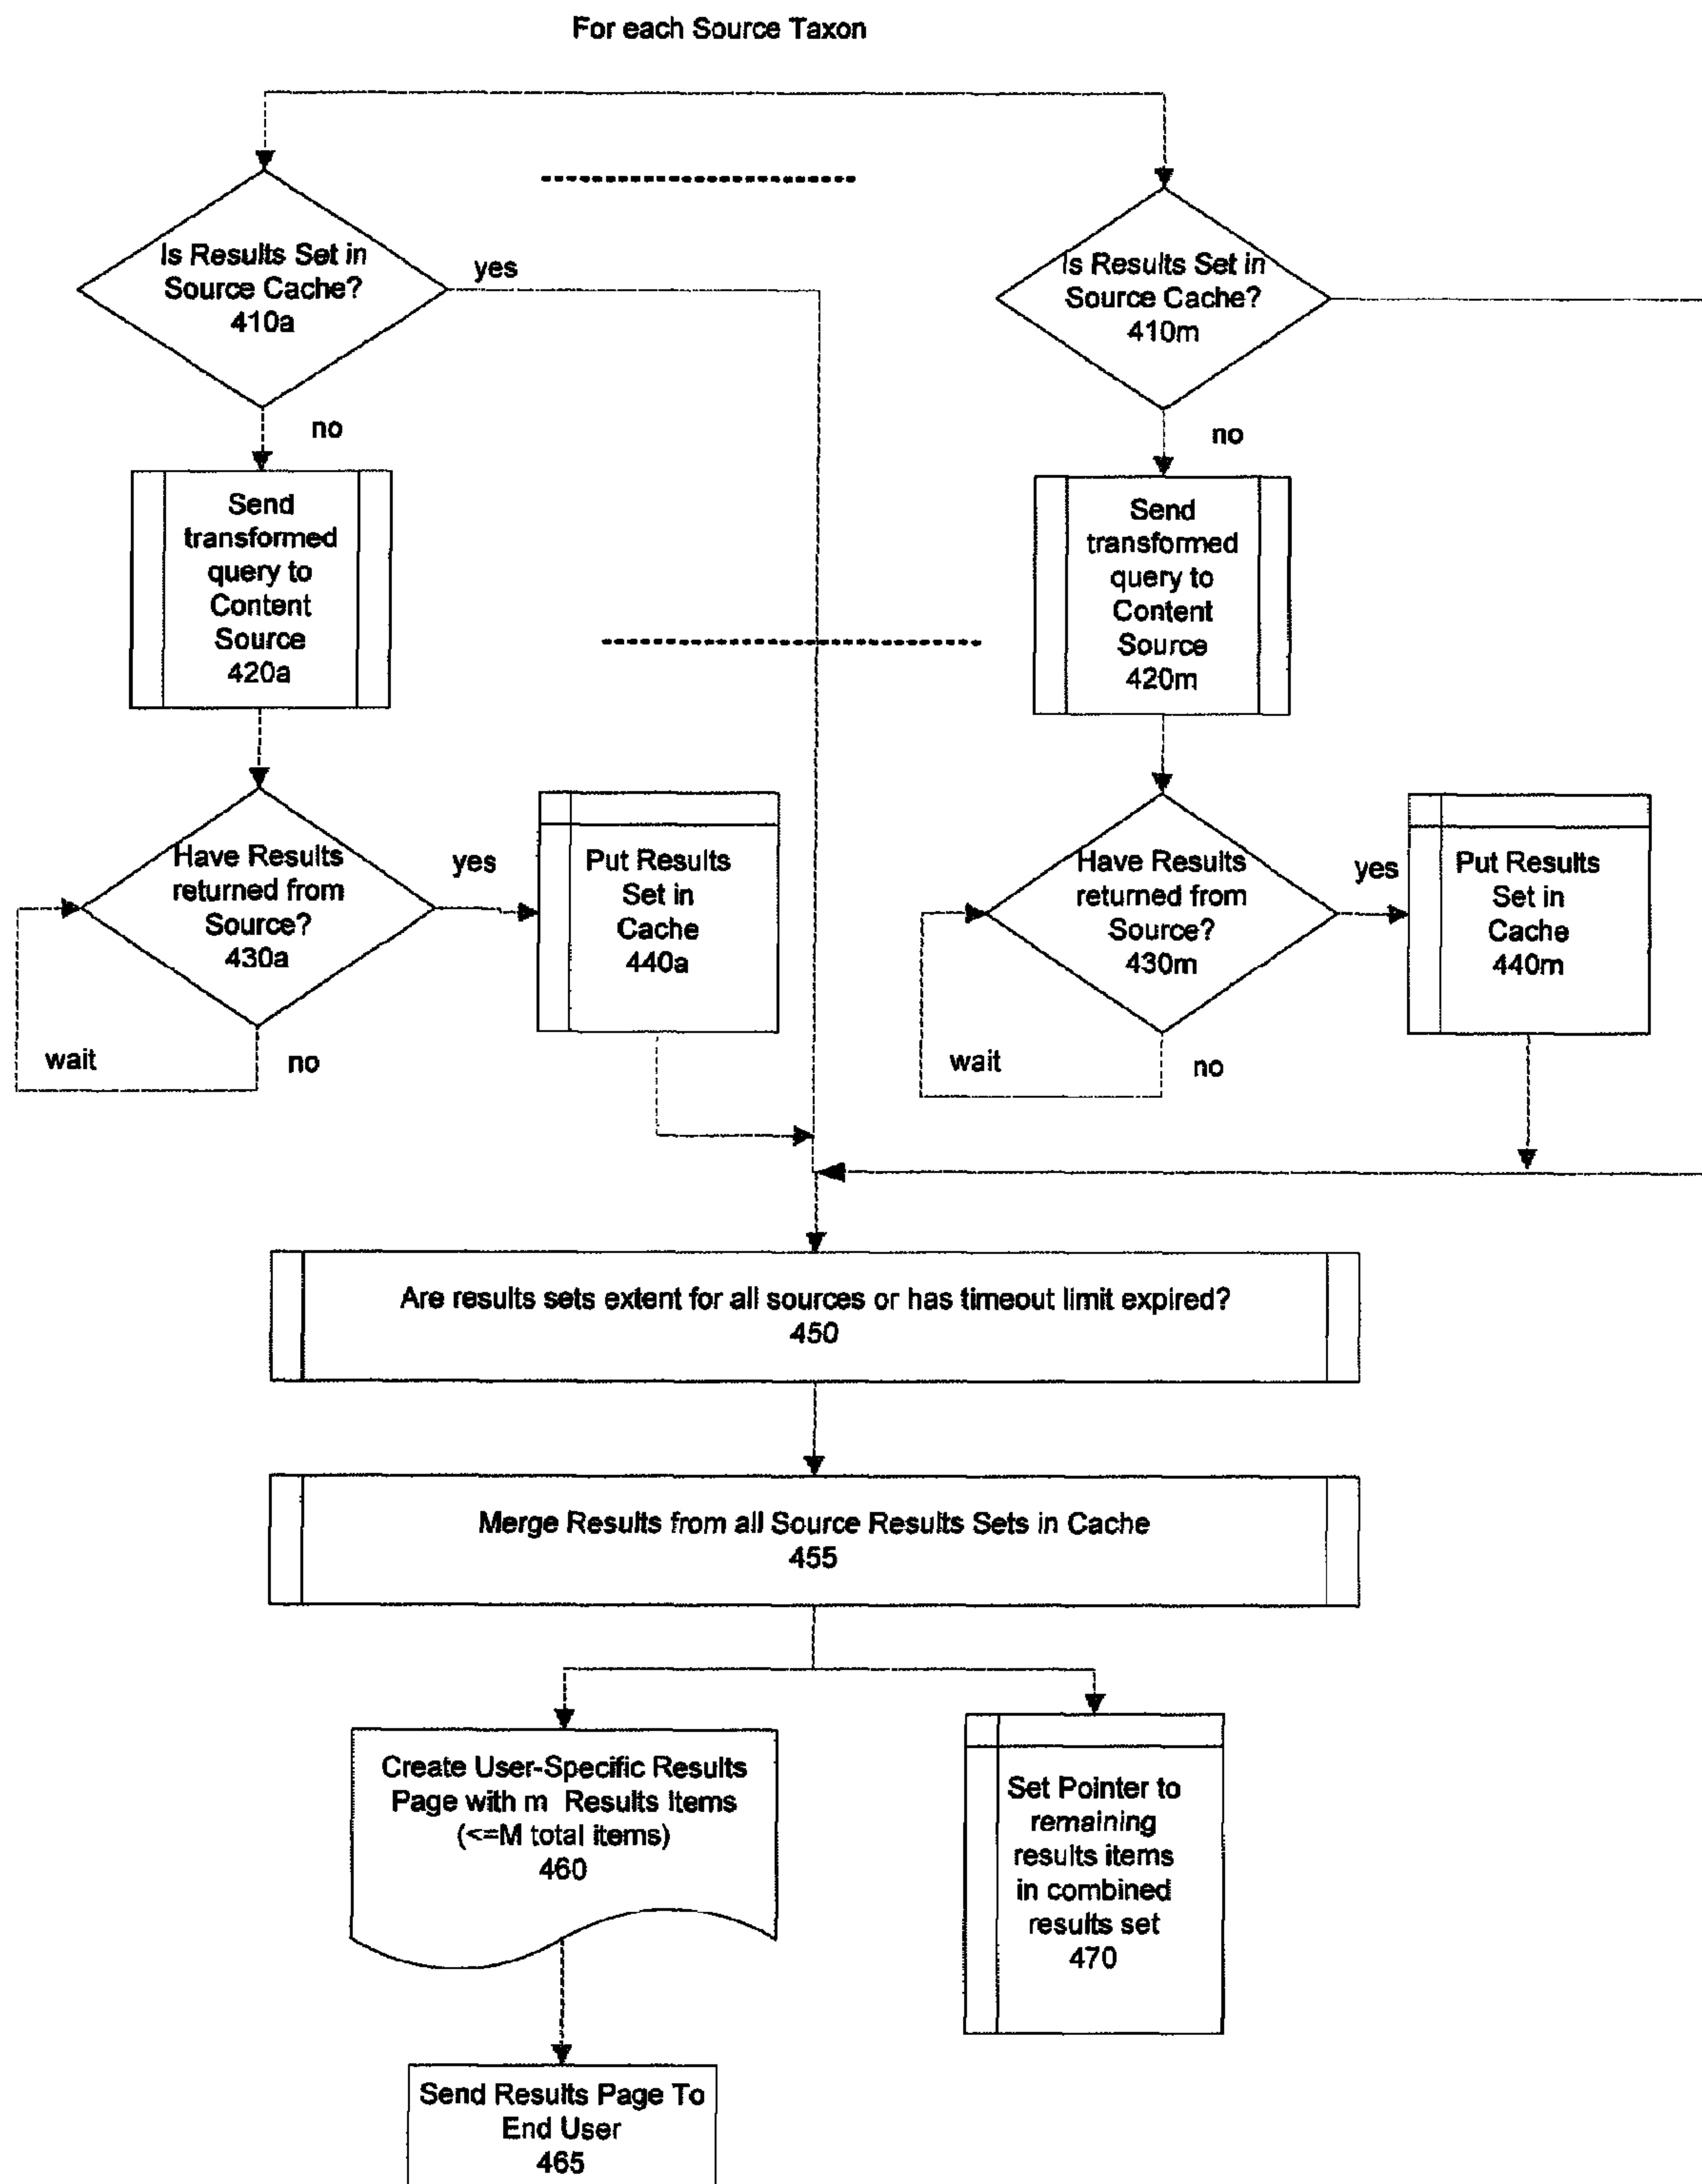 For each Source Taxon
Is Results Set in
Source Cache?
410a
yes
no
Send
transformed
query to
Content
Source
420a
Have Results
returned from
Source?
430a
yes
wait
no
Put Results
Set in
Cache
440a
Is Results Set in
Source Cache?
410m
no
Send
transformed
query to
Content
Source
420m
Have Results
returned from
Source?
430m
yes
wait
no
Put Results
Set in
Cache
440m
Are results sets extent for all sources or has timeout limit expired?
450
Merge Results from all Source Results Sets in Cache
455
Create User-Specific Results
Page with m Results Items
(<=M total items)
460
Set Pointer to
remaining
results items
in combined
results set
470
Send Results Page To
End User
465